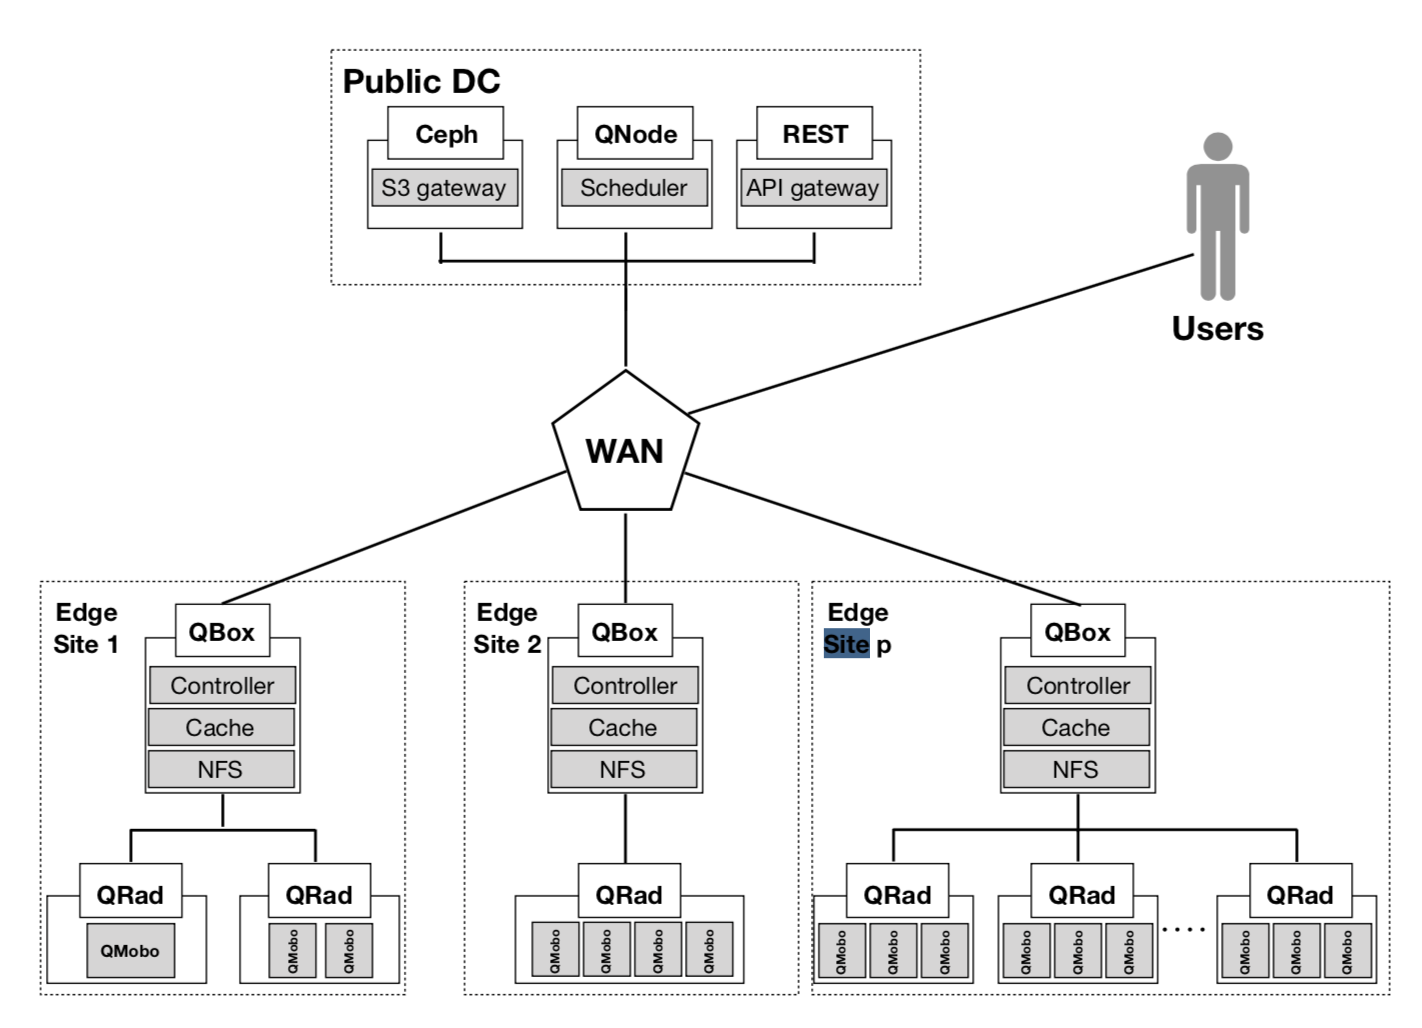 Public DC
Ceph
QNode
REST
S3 gateway
Scheduler
API gateway
Users
WAN
Edge
Site 1
QBox
Controller
Cache
NFS
QRad
QMobo
QRad
QMobo
QMobo
Edge
Site 2
QBox
Controller
Cache
NFS
QRad
QMobo
QMobo
QMobo
QMobo
Edge
Site p
QBox
Controller
Cache
NFS
QRad
QMobo
QMobo
QMobo
QRad
QMobo
QMobo
QMobo
....
QRad
QMobo
QMobo
QMobo